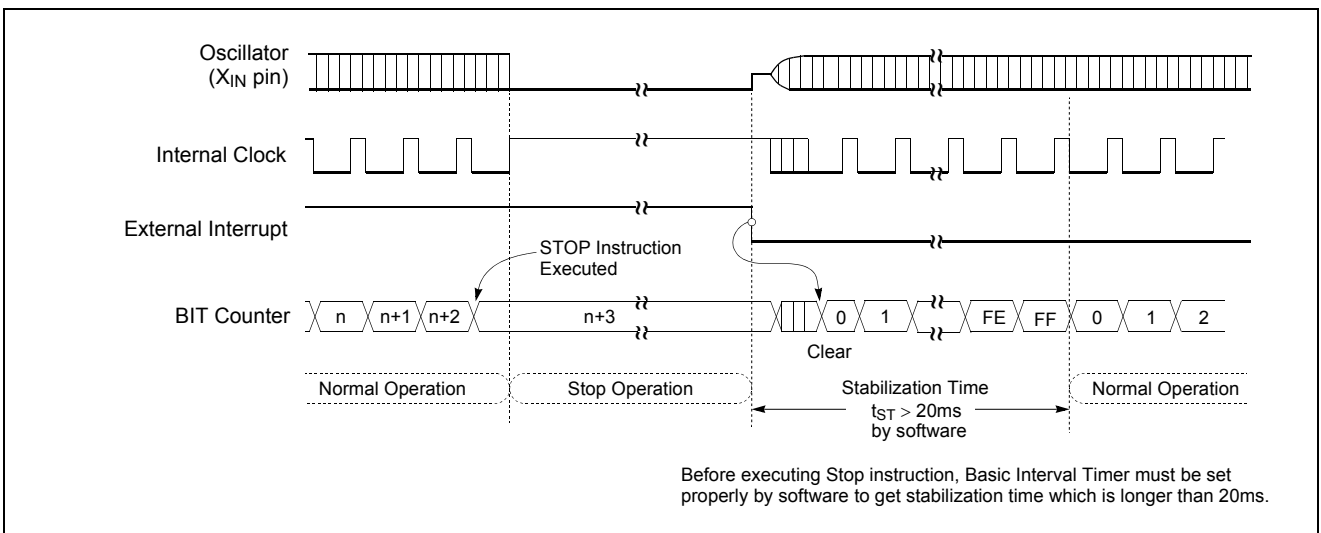 Oscillator
(XIN pin)
Internal Clock
External Interrupt
STOP Instruction
Executed
BIT Counter
n n+1 n+2 n+3 0 1 FE FF 0 1 2
Clear
Normal Operation Stop Operation Stabilization Time Normal Operation
tST > 20ms
by software
Before executing Stop instruction, Basic Interval Timer must be set
properly by software to get stabilization time which is longer than 20ms.